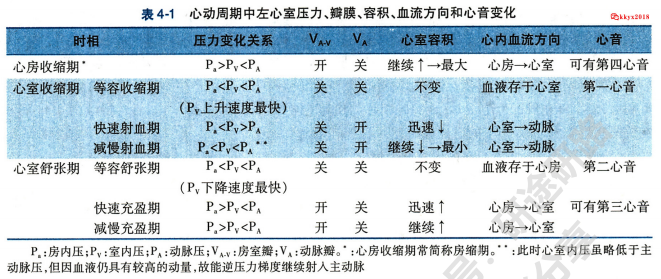 表 4-1 心动周期中左心室压力、瓣膜、容积、血流方向和心音变化
kkyx2018
时相 压力变化关系 V_A-V V_A 心室容积 心内血流方向 心音
心房收缩期* P_a>P_V<P_A 开 关 继续↑→最大 心房→心室 可有第四心音
心室收缩期 等容收缩期 P_a<P_V<P_A 关 关 不变 血液存于心室 第一心音
(P_V上升速度最快)
快速射血期 P_a<P_V>P_A 关 开 迅速↓ 心室→动脉
减慢射血期 P_a<P_V<P_A** 关 开 继续↓→最小 心室→动脉
心室舒张期 等容舒张期 P_a<P_V<P_A 关 关 不变 血液存于心房 第二心音
(P_V下降速度最快)
快速充盈期 P_a>P_V<P_A 开 关 迅速↑ 心房→心室 可有第三心音
减慢充盈期 P_a>P_V<P_A 开 关 继续↑ 心房→心室
P_a:房内压;P_V:室内压;P_A:动脉压;V_A-V:房室瓣;V_A:动脉瓣。*:心房收缩期常简称房缩期。**:此时心室内压虽略低于主
动脉压,但因血液仍具有较高的动量,故能逆压力梯度继续射入主动脉